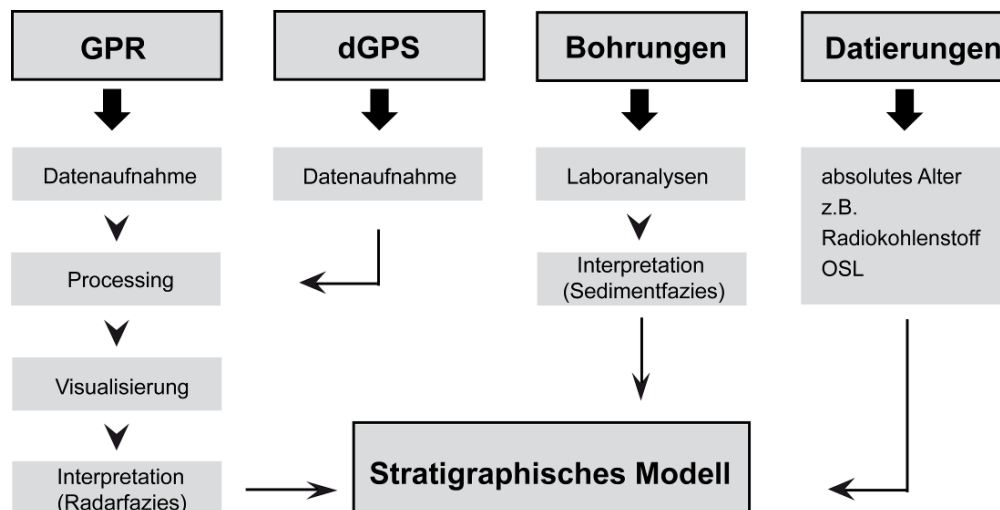 GPR
dGPS
Bohrungen
Datierungen
Datenaufnahme
Datenaufnahme
Laboranalysen
absolutes Alter
z.B.
Radiokohlenstoff
OSL
Processing
Interpretation
(Sedimentfazies)
Visualisierung
Interpretation
(Radarfazies)
Stratigraphisches Modell